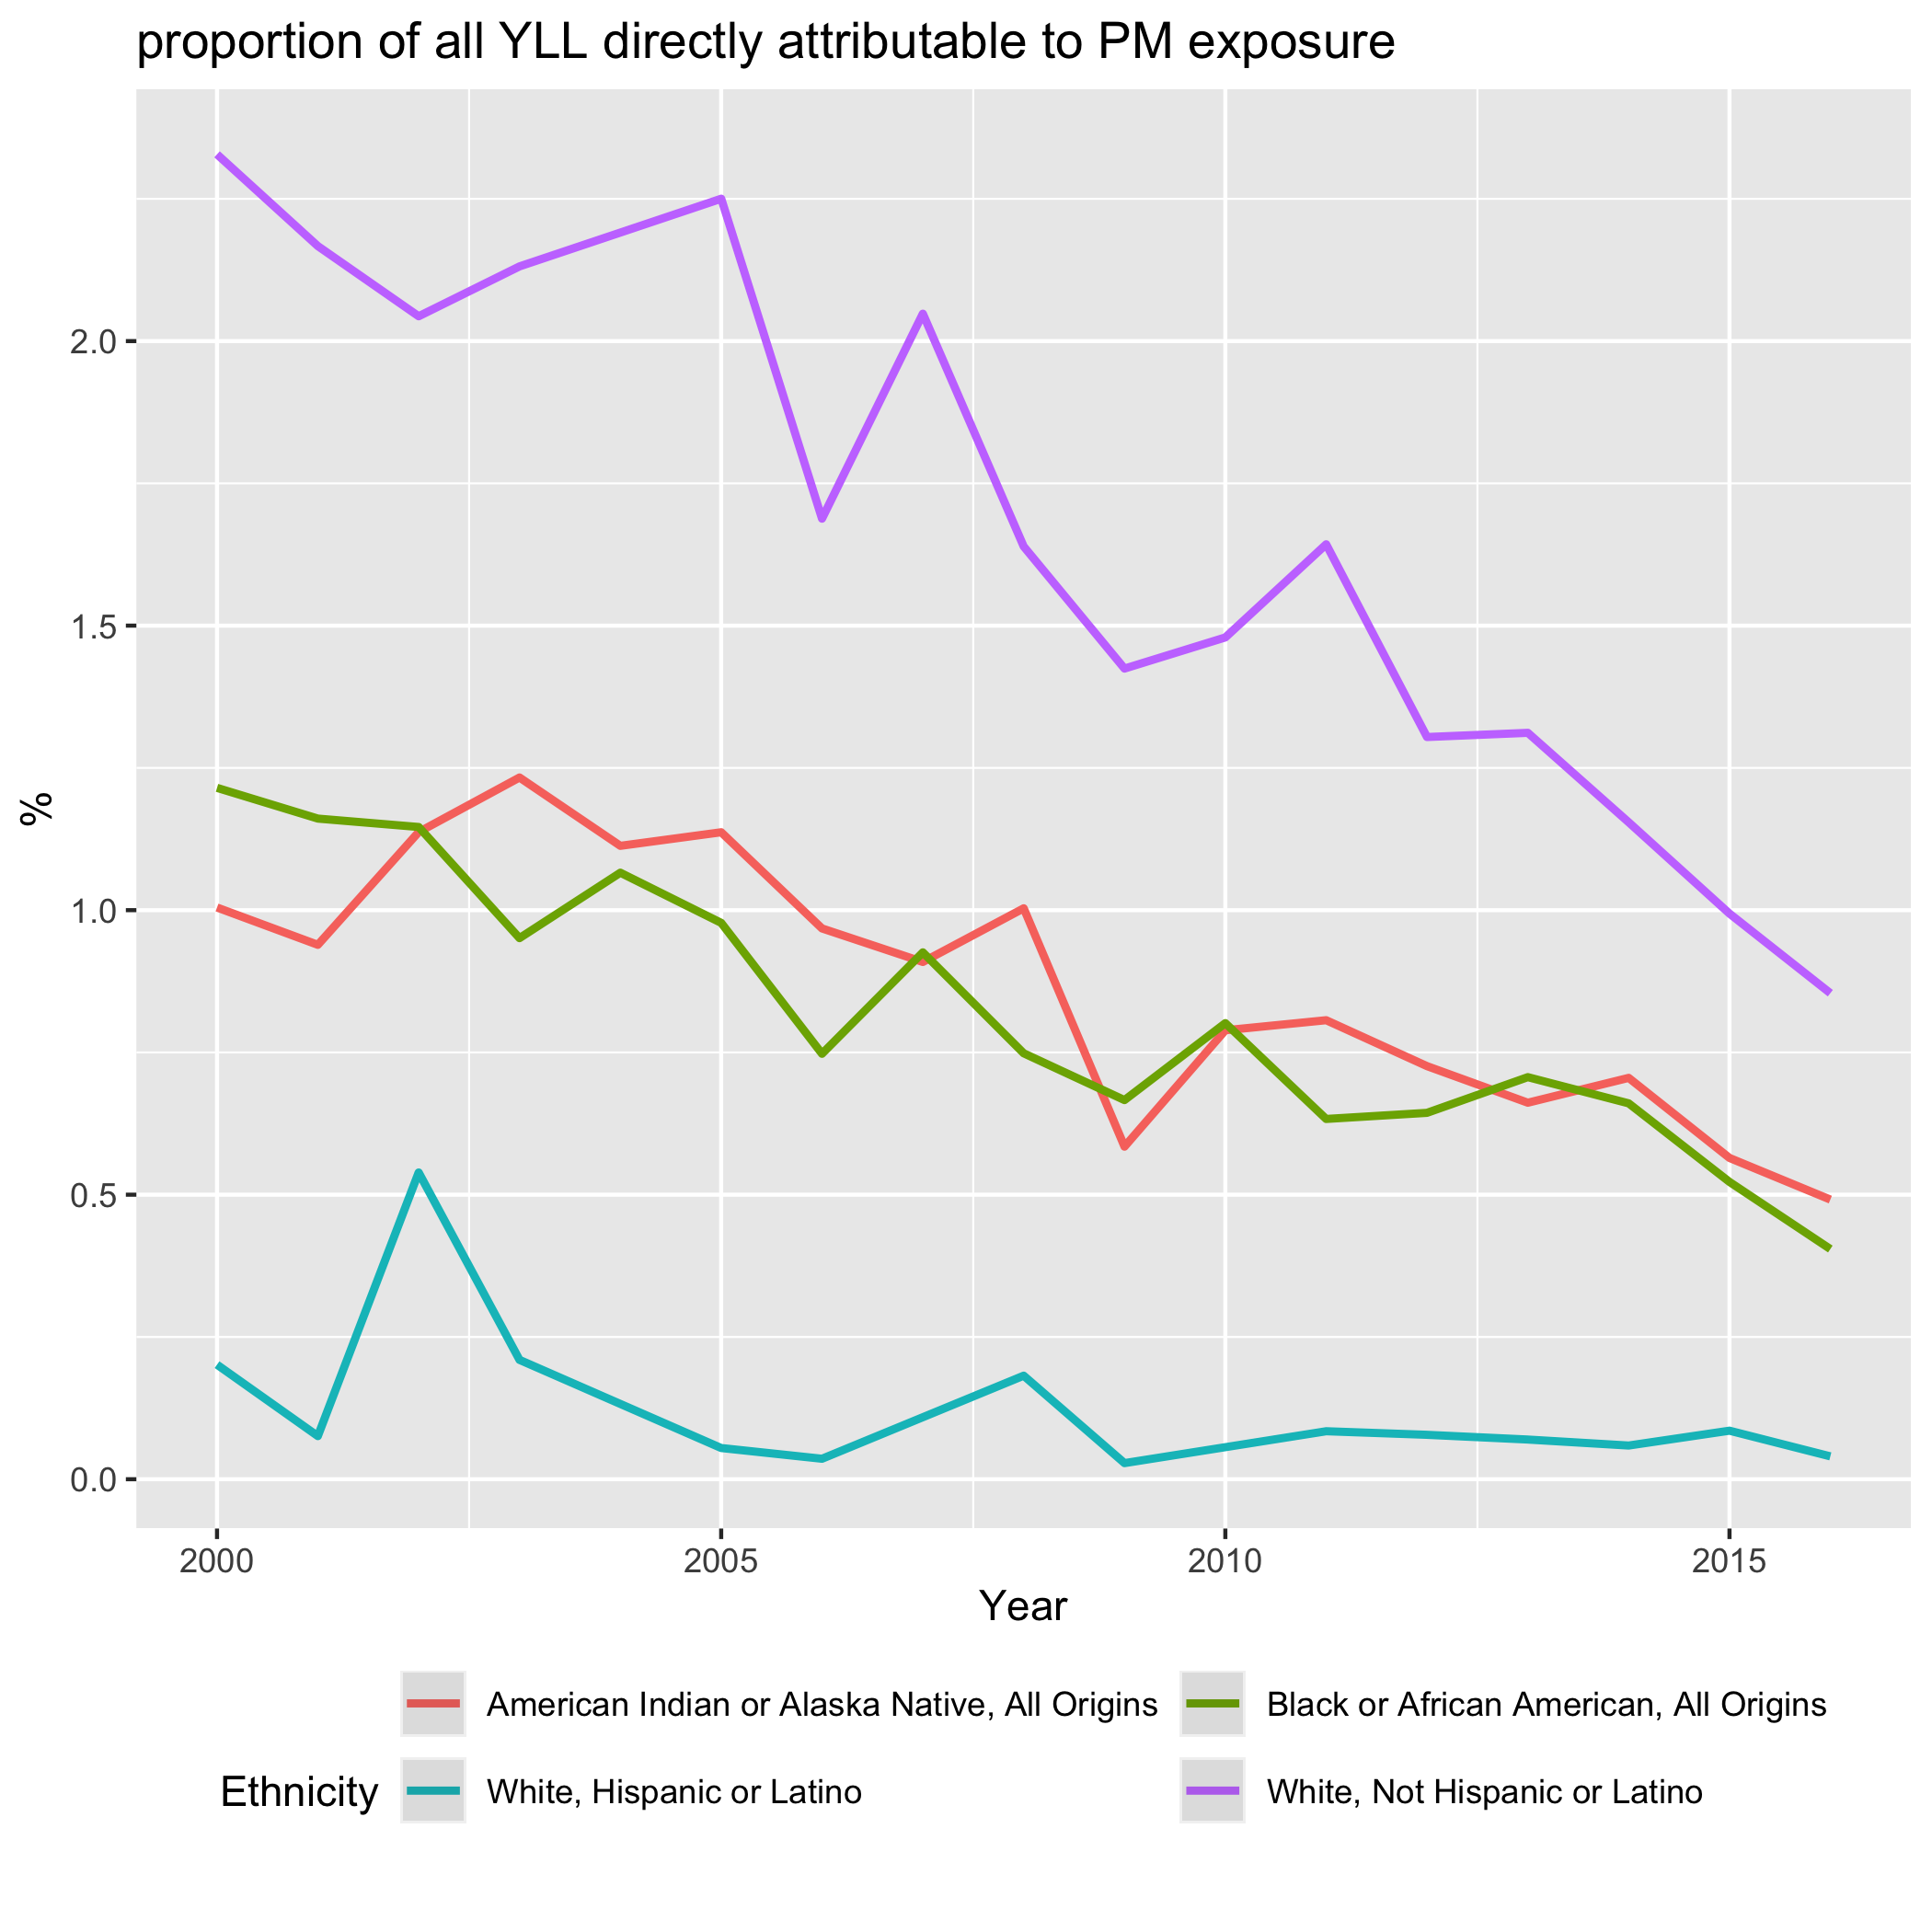 proportion of all YLL directly attributable to PM exposure
%
2.0
1.5
1.0
0.5
0.0
2000 2005 2010 2015
Year
Ethnicity
American Indian or Alaska Native, All Origins
Black or African American, All Origins
White, Hispanic or Latino
White, Not Hispanic or Latino